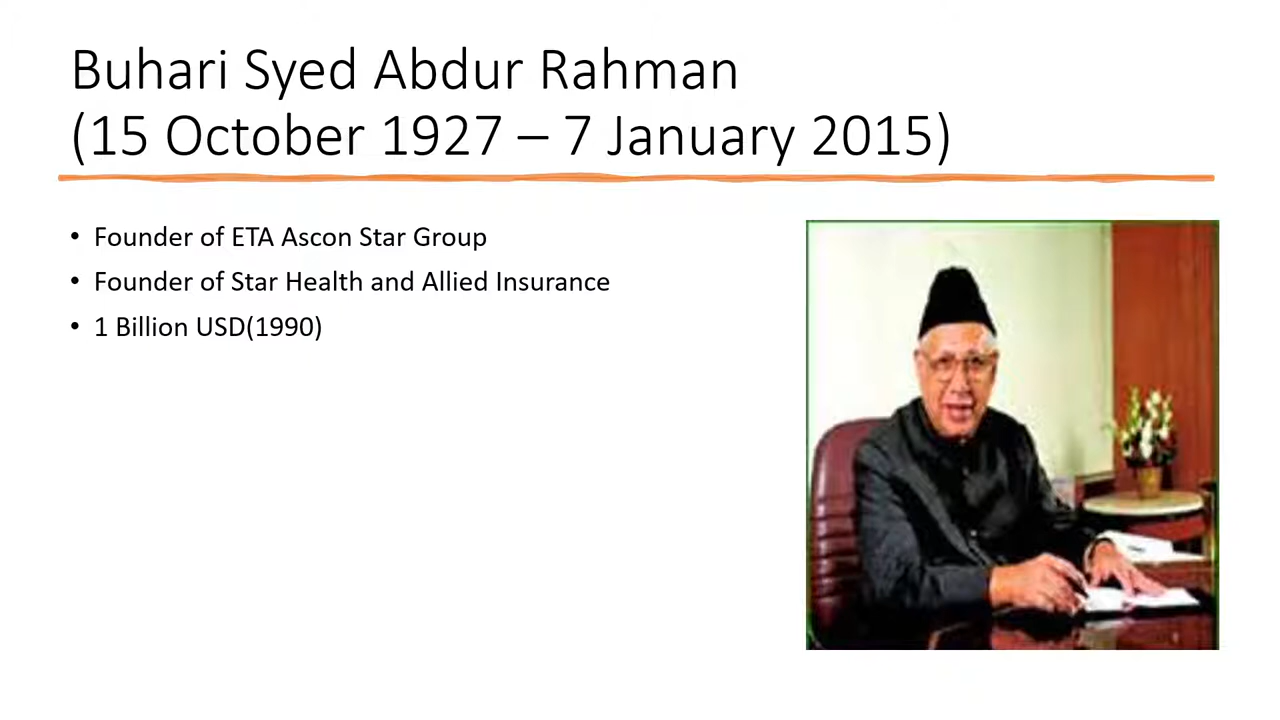 Buhari Syed Abdur Rahman
(15 October 1927 – 7 January 2015)
• Founder of ETA Ascon Star Group
• Founder of Star Health and Allied Insurance
• 1 Billion USD(1990)